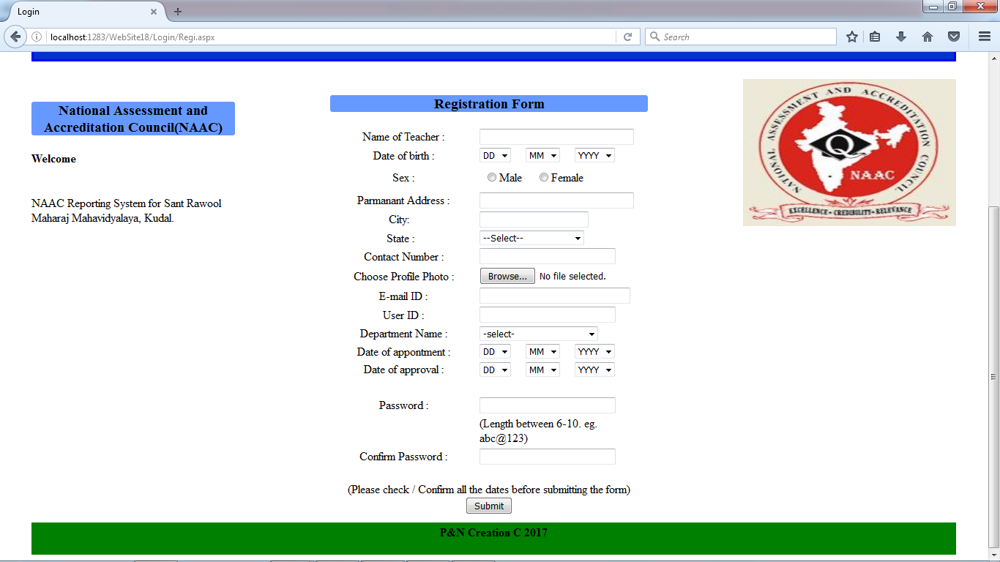 Login
localhost:1283/WebSite18/Login/Regi.aspx
Search
National Assessment and
Accreditation Council(NAAC)
Welcome
NAAC Reporting System for Sant Rawool
Maharaj Mahavidyalaya, Kudal.
Registration Form
Name of Teacher :
Date of birth : DD MM YYYY
Sex : Male Female
Parmanant Address :
City:
State : --Select--
Contact Number :
Choose Profile Photo : Browse... No file selected.
E-mail ID :
User ID :
Department Name : -select-
Date of appontment : DD MM YYYY
Date of approval : DD MM YYYY
Password :
(Length between 6-10. eg.
abc@123)
Confirm Password :
(Please check / Confirm all the dates before submitting the form)
Submit
NATIONAL ASSESSMENT AND ACCREDITATION COUNCIL
Q
NAAC
EXCELLENCE • CREDIBILITY • RELEVANCE
P&N Creation C 2017